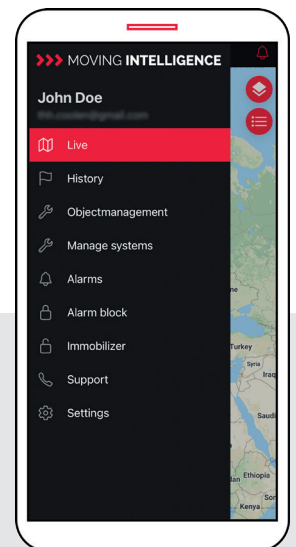 MOVING INTELLIGENCE
John Doe
Live
History
Objectmanagement
Manage systems
Alarms
Alarm block
Immobilizer
Support
Settings
ne
Turkey
Syria
Iraq
Saudi
Ethiopia
Kenya